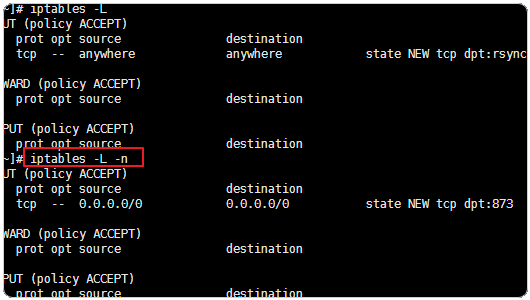 ~]# iptables -L
UT (policy ACCEPT)
prot opt source destination
tcp -- anywhere anywhere state NEW tcp dpt:rsync
WARD (policy ACCEPT)
prot opt source destination
PUT (policy ACCEPT)
prot opt source destination
~]# iptables -L -n
UT (policy ACCEPT)
prot opt source destination
tcp -- 0.0.0.0/0 0.0.0.0/0 state NEW tcp dpt:873
WARD (policy ACCEPT)
prot opt source destination
PUT (policy ACCEPT)
prot opt source destination